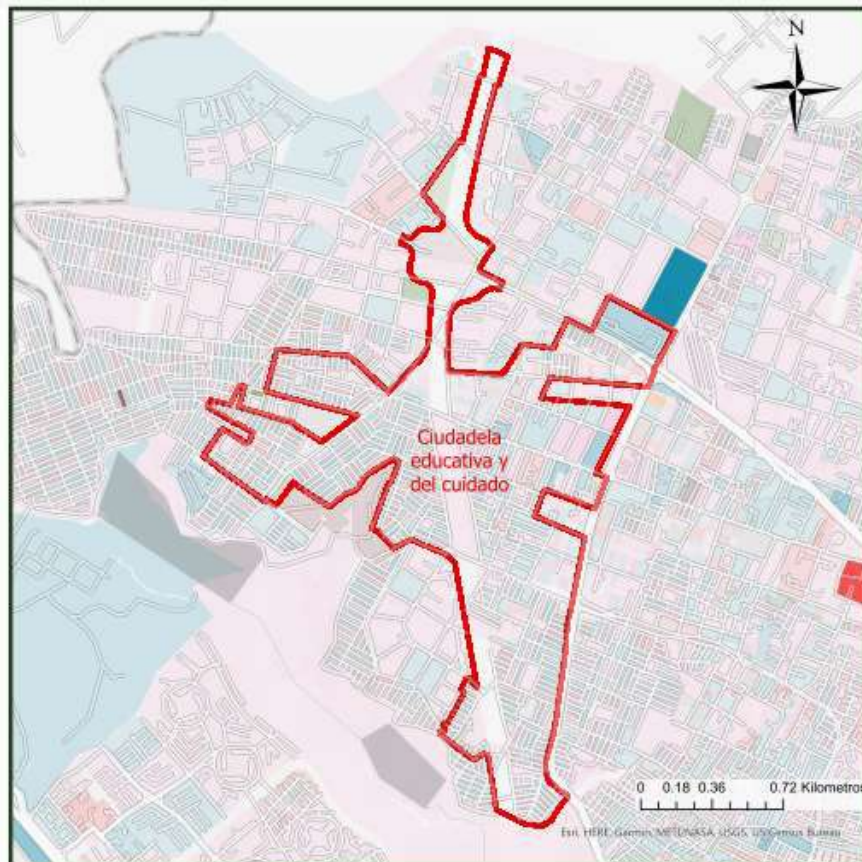 N
Ciudadela
educativa y
del cuidado
0 0.18 0.36 0.72 Kilometros
Esri, HERE, Garmin, METI/NASA, USGS, US Census Bureau